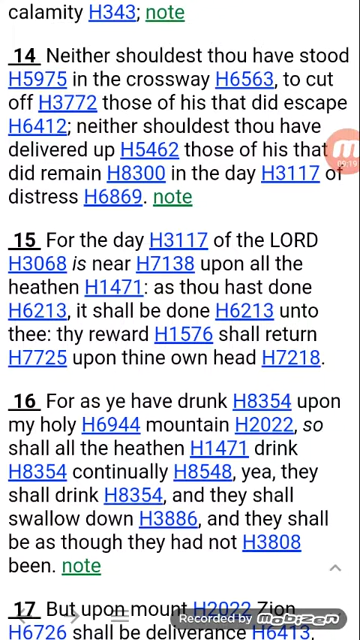 calamity H343; note
14 Neither shouldest thou have stood
H5975 in the crossway H6563, to cut
off H3772 those of his that did escape
H6412; neither shouldest thou have
delivered up H5462 those of his that
did remain H8300 in the day H3117 of
distress H6869. note
15 For the day H3117 of the LORD
H3068 is near H7138 upon all the
heathen H1471: as thou hast done
H6213, it shall be done H6213 unto
thee: thy reward H1576 shall return
H7725 upon thine own head H7218.
16 For as ye have drunk H8354 upon
my holy H6944 mountain H2022, so
shall all the heathen H1471 drink
H8354 continually H8548, yea, they
shall drink H8354, and they shall
swallow down H3886, and they shall
be as though they had not H3808
been. note
17 But upon mount H2022 Zion
H6726 shall be deliverance H6413,
Recorded by Mobizen